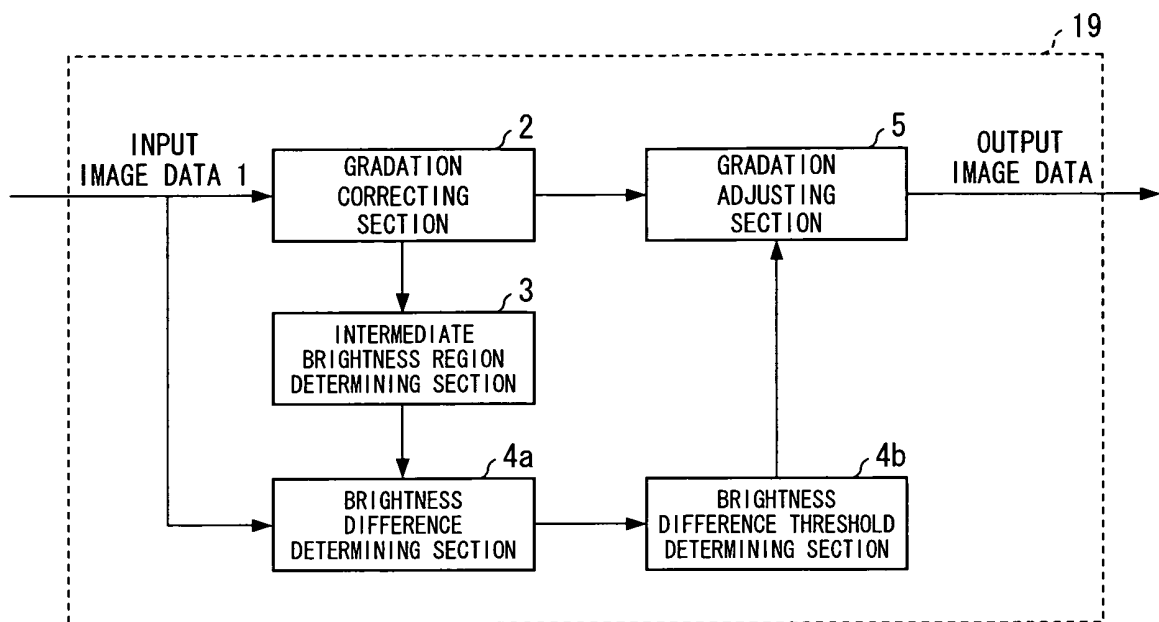 19
INPUT
IMAGE DATA 1
2
GRADATION
CORRECTING
SECTION
5
GRADATION
ADJUSTING
SECTION
OUTPUT
IMAGE DATA
3
INTERMEDIATE
BRIGHTNESS REGION
DETERMINING SECTION
4a
BRIGHTNESS
DIFFERENCE
DETERMINING SECTION
4b
BRIGHTNESS
DIFFERENCE THRESHOLD
DETERMINING SECTION